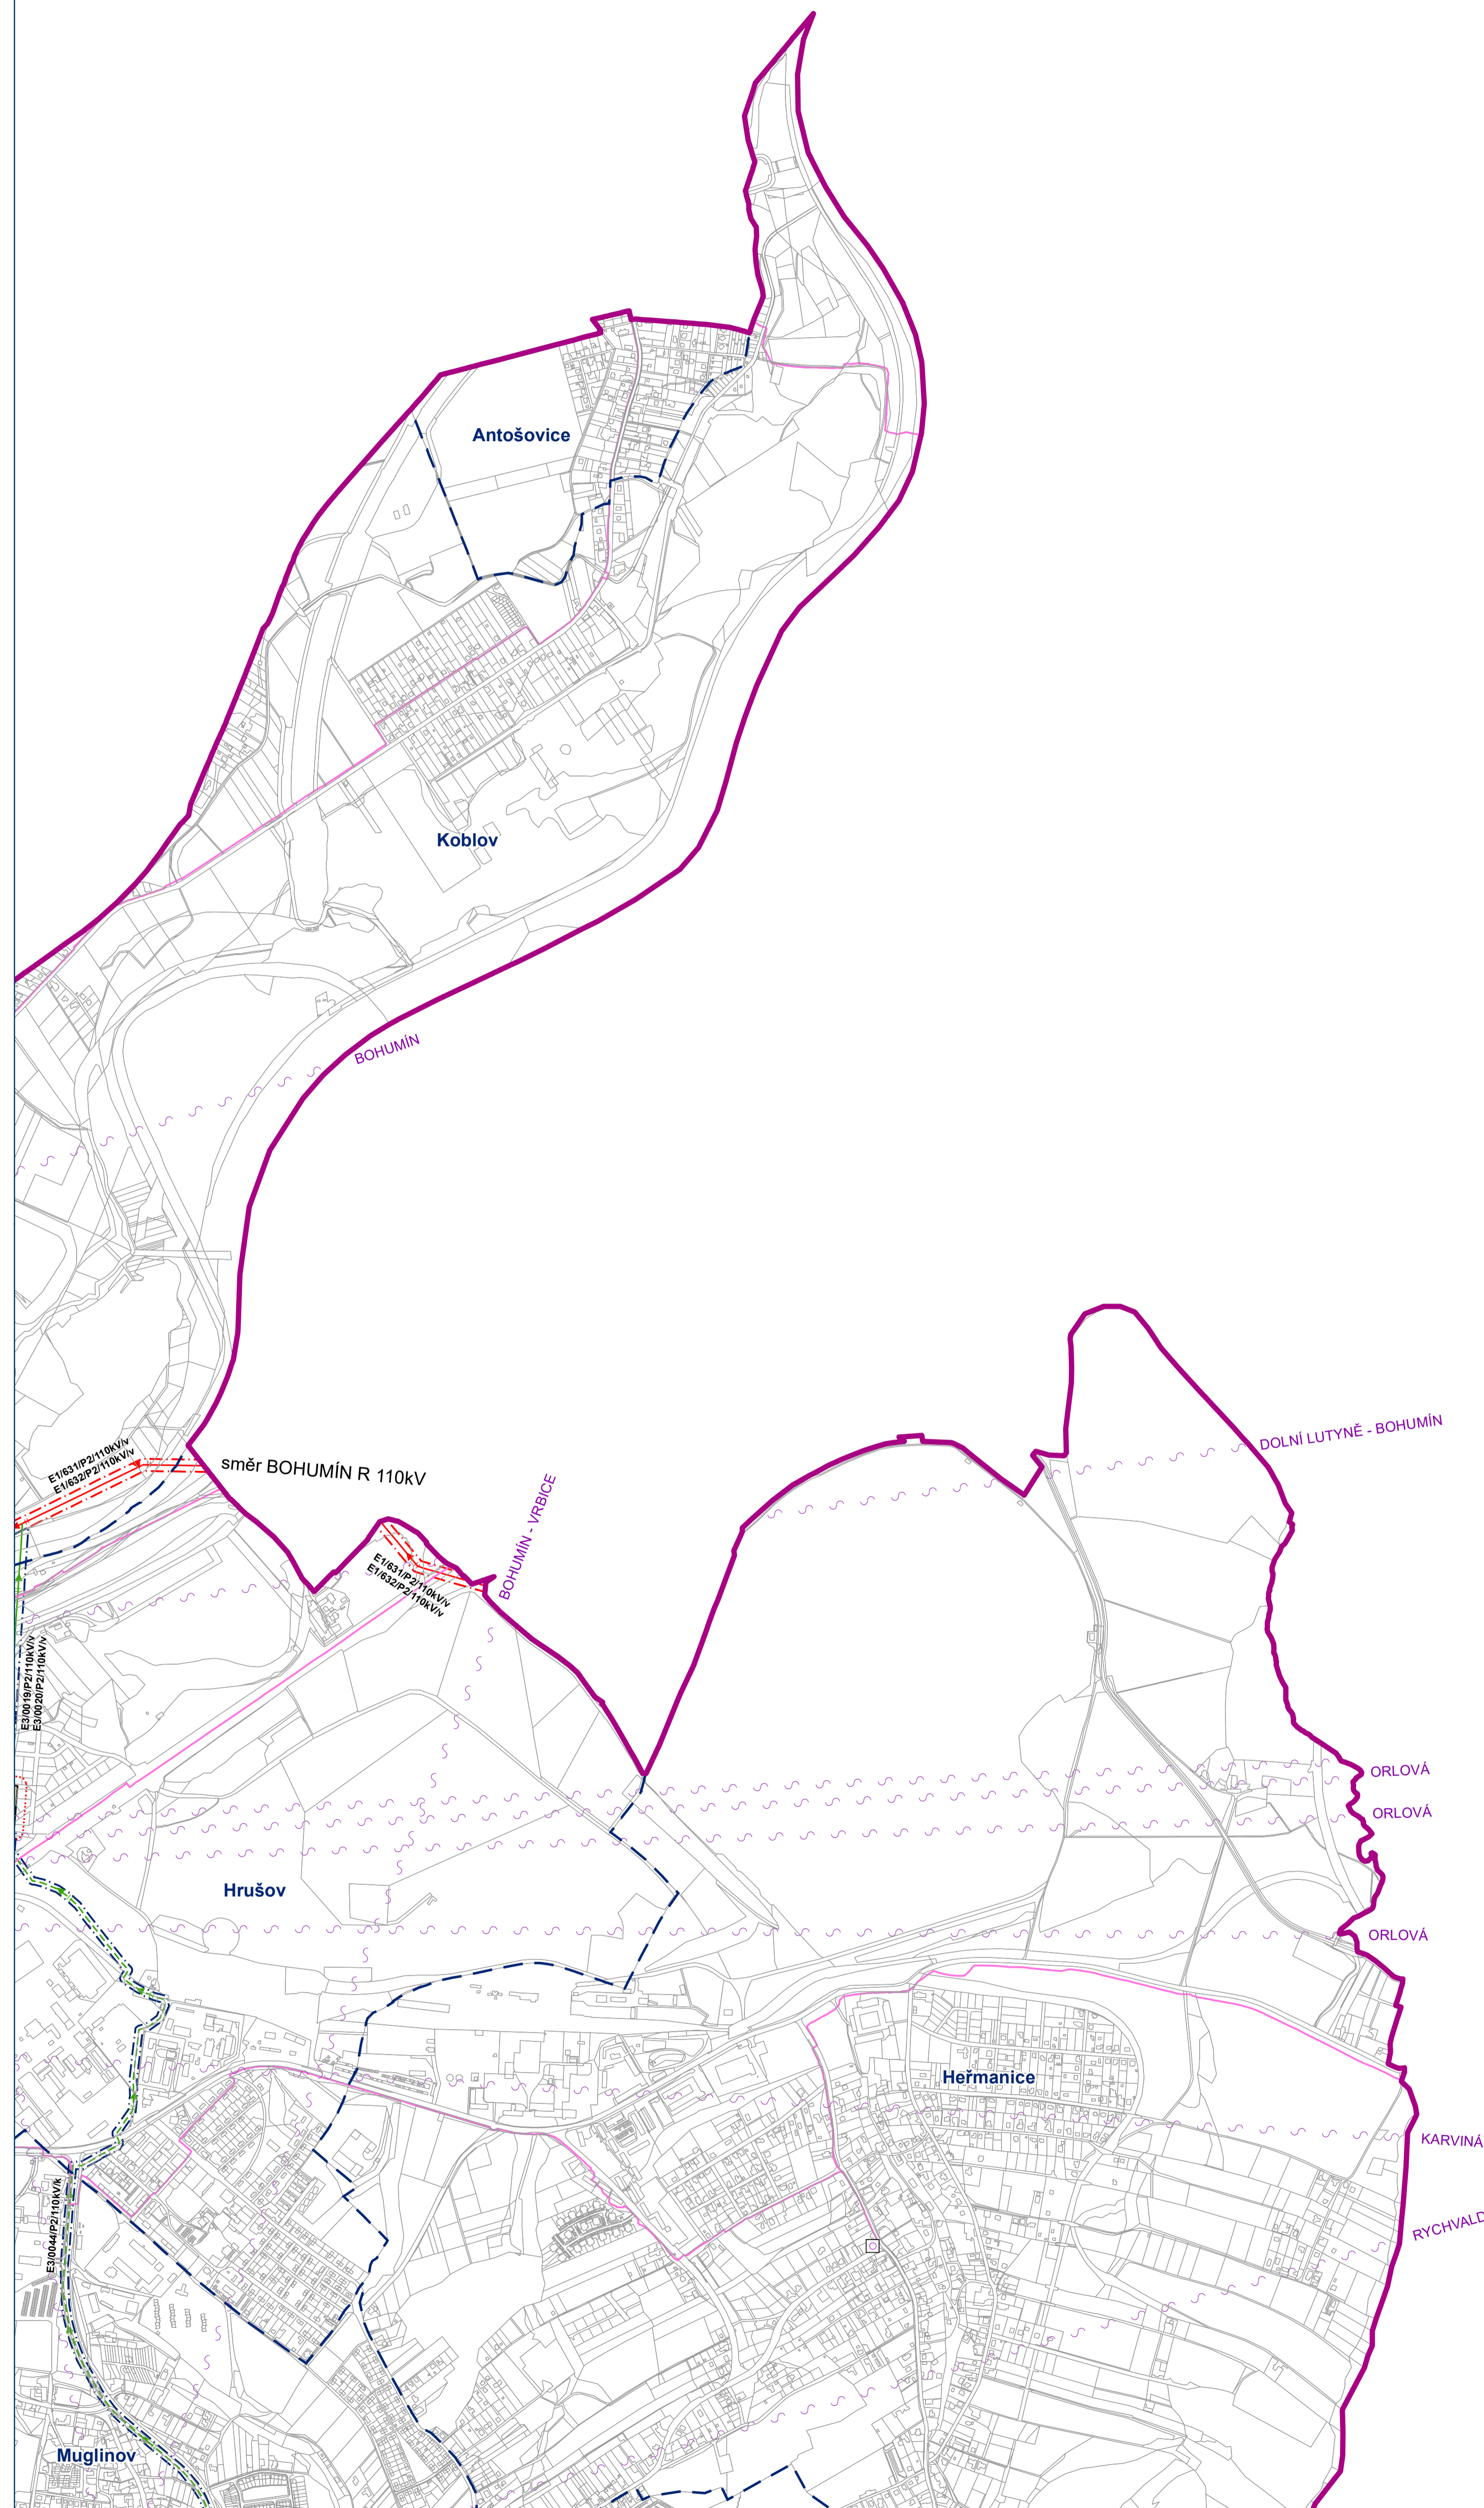 Antošovice
Koblov
BOHUMÍN
DOLNÍ LUTYNĚ - BOHUMÍN
E1/631/P2/110kV/v
E1/632/P2/110kV/v
směr BOHUMÍN R 110kV
BOHUMÍN - VRBICE
E1/631/P2/110kV/v
E1/632/P2/110kV/v
E3/0019/P2/110kV/v
E3/0020/P2/110kV/v
ORLOVÁ
ORLOVÁ
Hrušov
ORLOVÁ
Heřmanice
KARVINÁ
E3/0044/P2/110kV/k
RYCHVALD
Muglinov